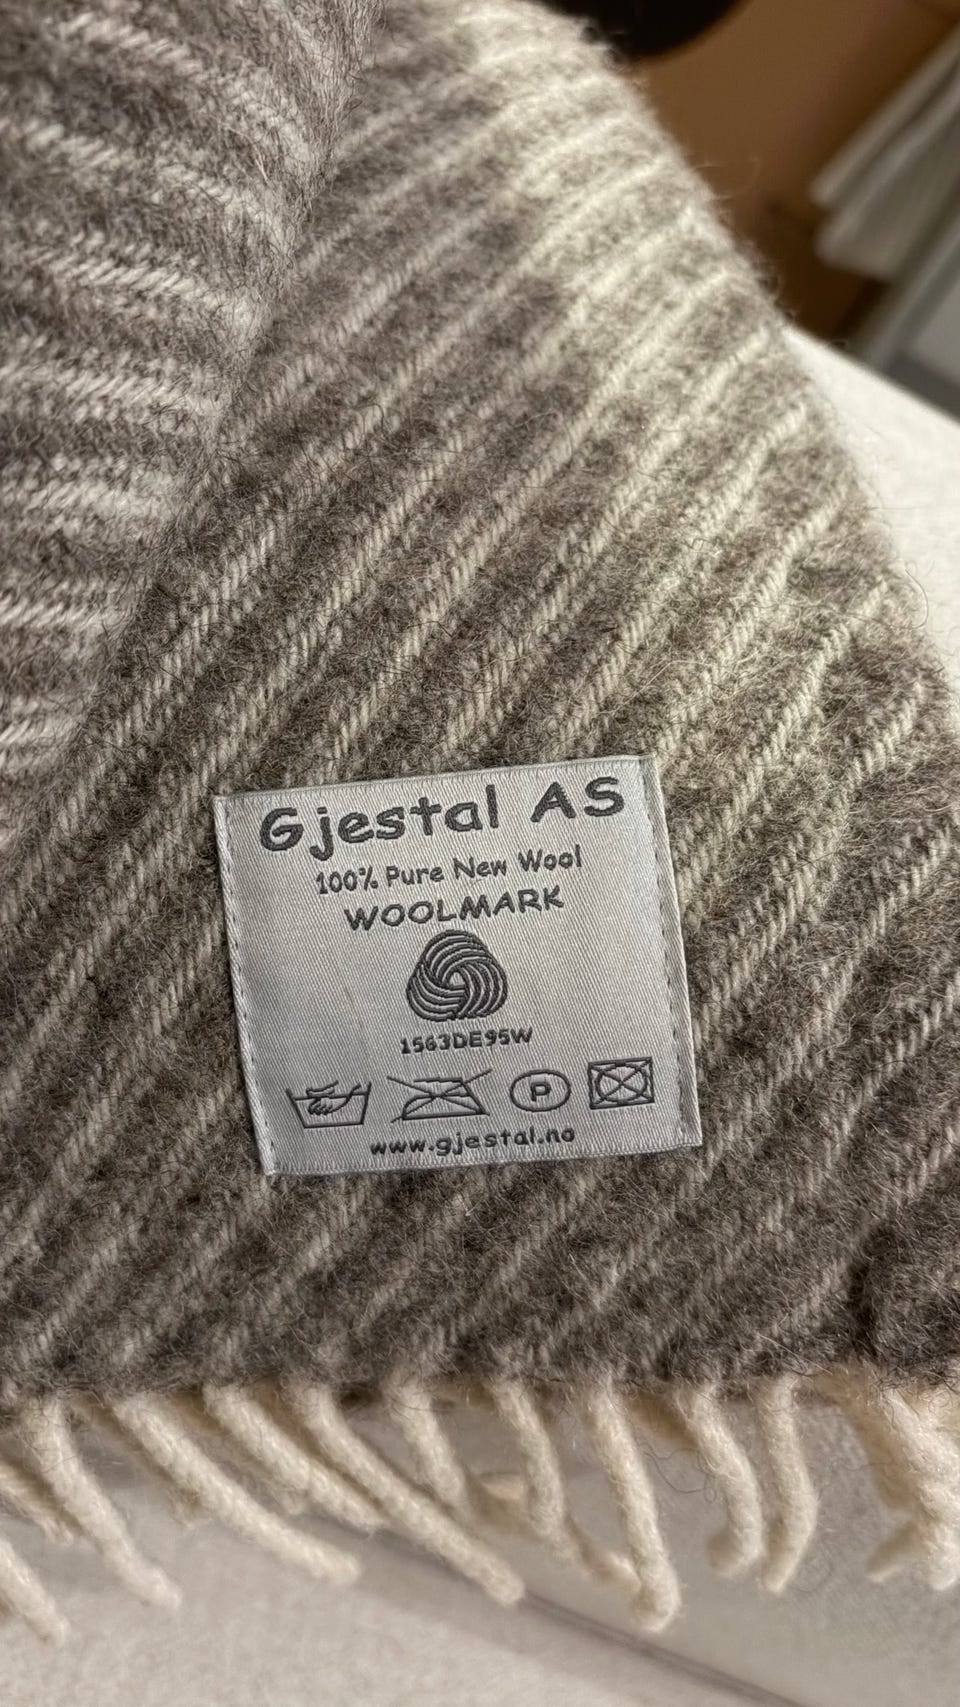 Gjestal AS
100% Pure New Wool
WOOLMARK
1563DE95W
P
www.gjestal.no